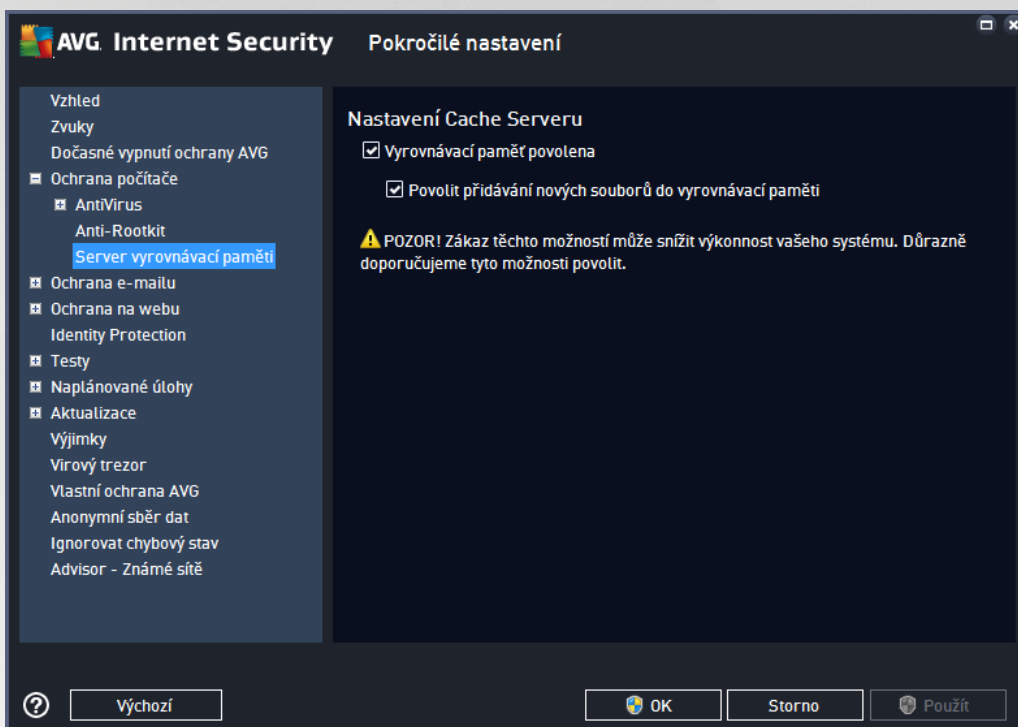 AVG. Internet Security Pokročilé nastavení
Vzhled
Zvuky
Dočasné vypnutí ochrany AVG
Ochrana počítače
AntiVirus
Anti-Rootkit
Server vyrovnávací paměti
Ochrana e-mailu
Ochrana na webu
Identity Protection
Testy
Naplánované úlohy
Aktualizace
Výjimky
Virový trezor
Vlastní ochrana AVG
Anonymní sběr dat
Ignorovat chybový stav
Advisor - Známé sítě
Nastavení Cache Serveru
Vyrovnávací paměť povolena
Povolit přidávání nových souborů do vyrovnávací paměti
POZOR! Zákaz těchto možností může snížit výkonnost vašeho systému. Důrazně
doporučujeme tyto možnosti povolit.
Výchozí
OK
Storno
Použít